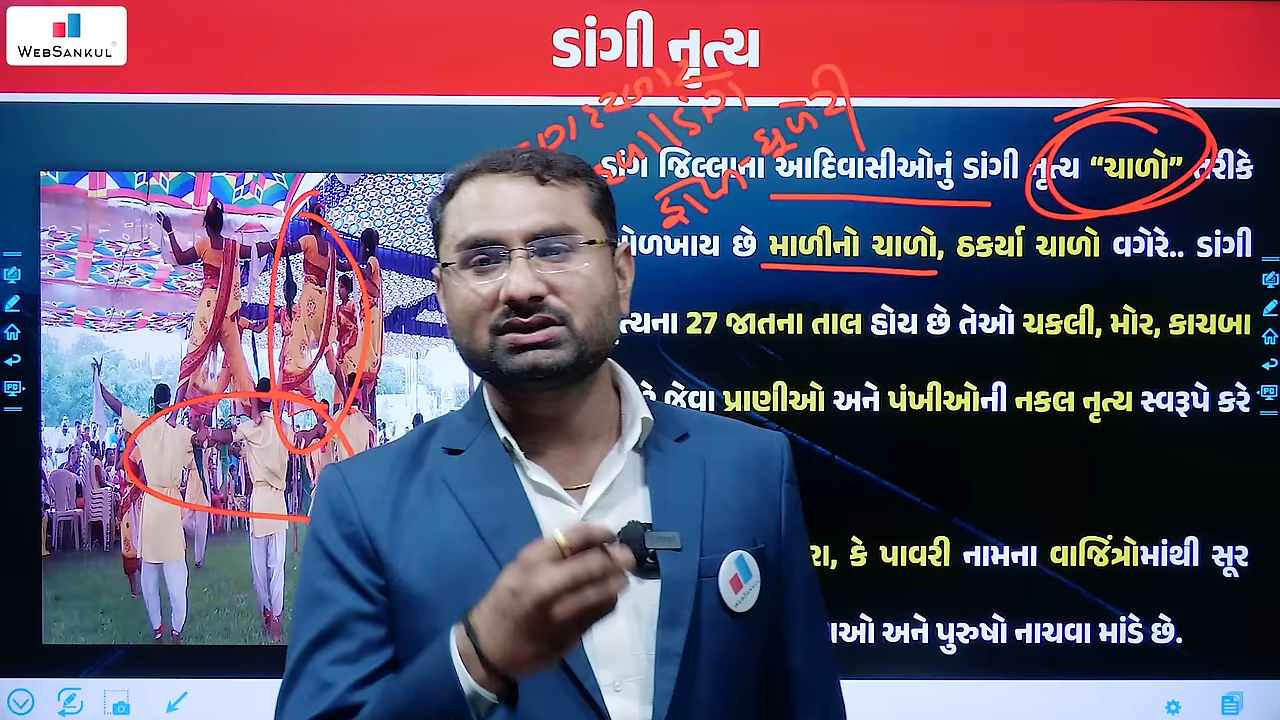 WEBSANKUL
ડાંગી નૃત્ય
ડાંગ જિલ્લાના આદિવાસીઓનું ડાંગી નૃત્ય “ચાળો” તરીકે
ઓળખાય છે માળીનો ચાળો, ઠકર્યા ચાળો વગેરે.. ડાંગી
27 જાતના તાલ હોય છે તેઓ ચકલી, મોર, કાચબા
જેવા પ્રાણીઓ અને પંખીઓની નકલ નૃત્ય સ્વરૂપે કરે
કે પાવરી નામના વાજિંત્રોમાંથી સૂર
અને પુરુષો નાચવા માંડે છે.
WEBSANKUL